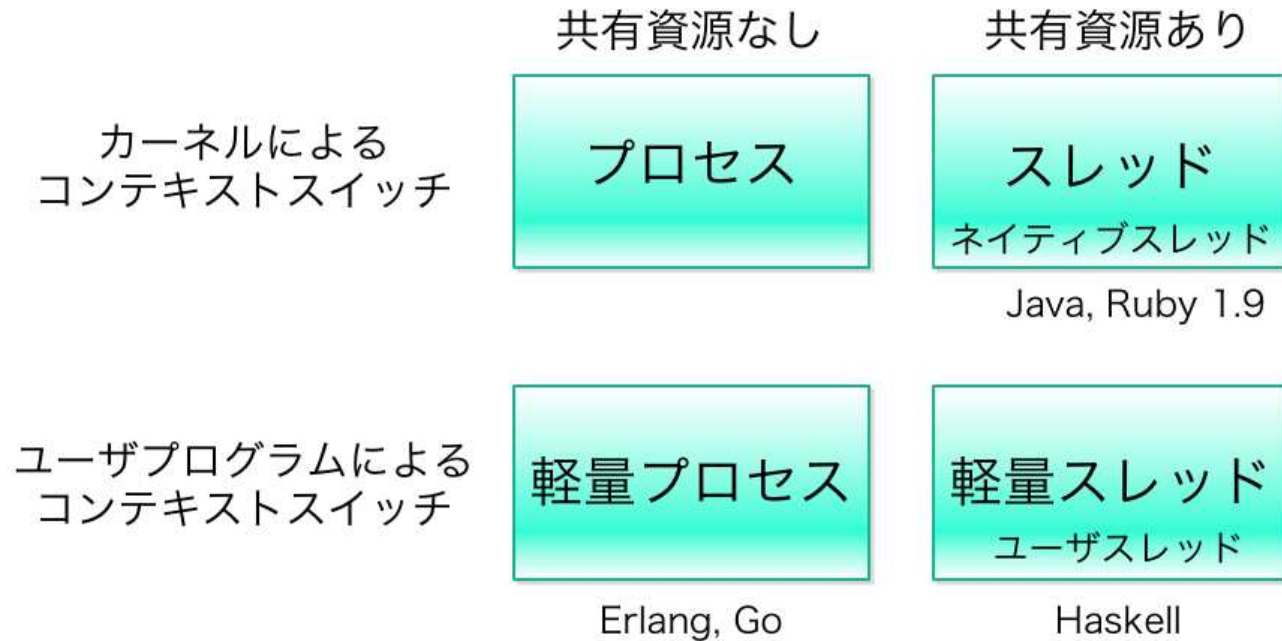 共有資源なし
共有資源あり
カーネルによる
コンテキストスイッチ
プロセス
スレッド
ネイティブスレッド
Java, Ruby 1.9
ユーザプログラムによる
コンテキストスイッチ
軽量プロセス
軽量スレッド
ユーザスレッド
Erlang, Go
Haskell